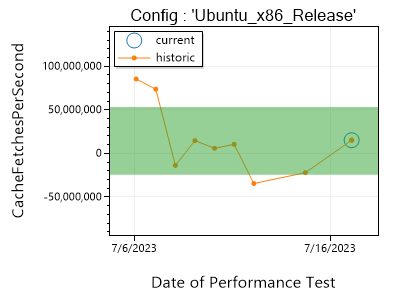 Config : 'Ubuntu_x86_Release'
current
historic
100,000,000
50,000,000
0
-50,000,000
CacheFetchesPerSecond
7/6/2023
7/16/2023
Date of Performance Test